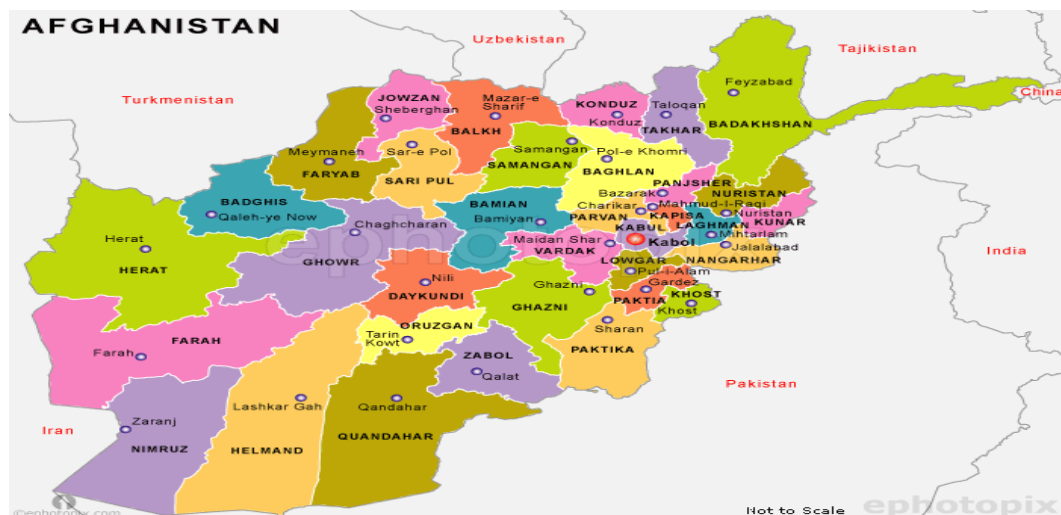 AFGHANISTAN
Uzbekistan
Tajikistan
Turkmenistan
China
JOWZAN
Sheberghan
Mazar-e
Sharif
BALKH
KONDUZ
Konduz
Taloqan
TAKHAR
Feyzabad
BADAKHSHAN
Meymaneh
FARYAB
Sar-e Pol
SARI PUL
Samangan
SAMANGAN
Pol-e Khomri
BAGHLAN
PANJSHER
Bazarak
NURISTAN
BADGHIS
Qaleh-ye Now
BAMIAN
Bamiyan
Charikar
PARVAN
Mahmud-I-Raqi
KAPISA
Nuristan
KUNAR
LAGHMAN
Mihtarlam
Chaghcharan
GHOWR
KABUL
Kabol
Jalalabad
NANGARHAR
Herat
HERAT
Maidan Shar
VARDAK
LOWGAR
Pul-i-Alam
India
Nili
DAYKUNDI
Ghazni
GHAZNI
Gardez
PAKTIA
KHOST
Khost
Farah
FARAH
Tarin
Kowt
ORUZGAN
Sharan
PAKTIKA
ZABOL
Qalat
Pakistan
Iran
Zaranj
NIMRUZ
Lashkar Gah
HELMAND
Qandahar
QUANDAHAR
ephotopix
©ephotopix.com
Not to Scale
ephotopix